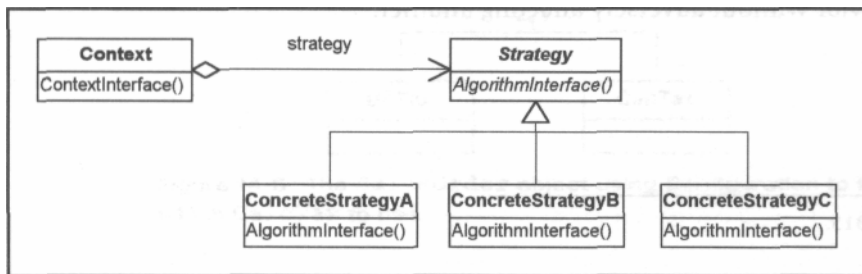 Context
ContextInterface()
strategy
Strategy
AlgorithmInterface()
ConcreteStrategyA
AlgorithmInterface()
ConcreteStrategyB
AlgorithmInterface()
ConcreteStrategyC
AlgorithmInterface()